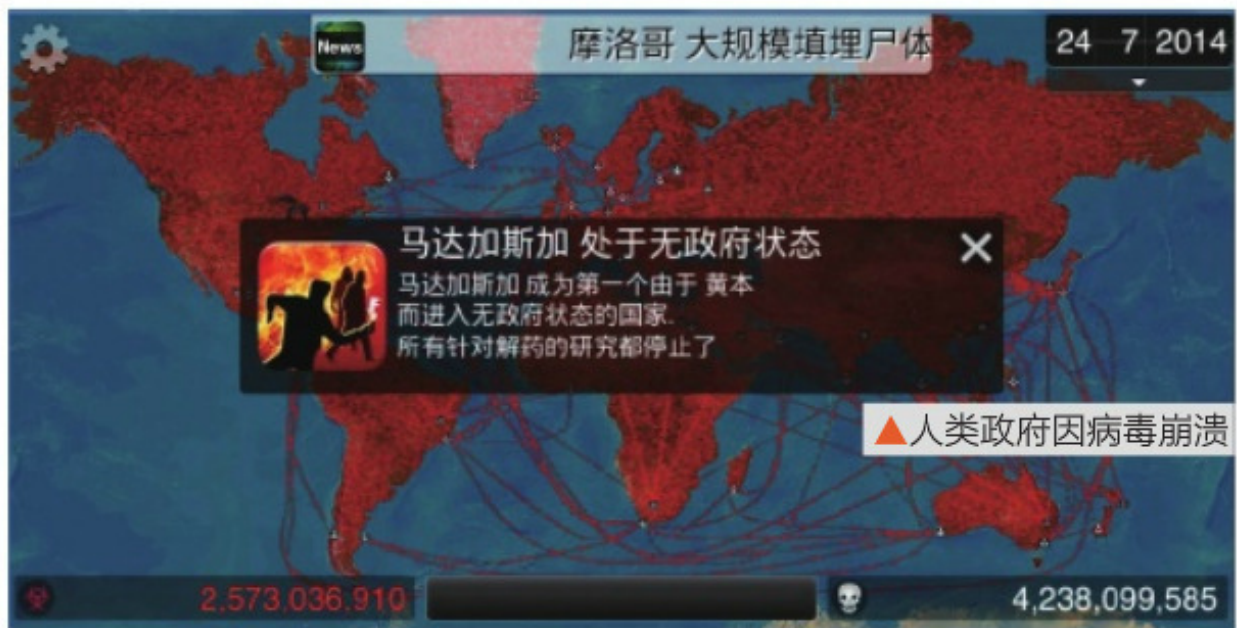 News
摩洛哥 大规模填埋尸体
24 7 2014
马达加斯加 处于无政府状态
马达加斯加 成为第一个由于 黄本
而进入无政府状态的国家.
所有针对解药的研究都停止了
▲人类政府因病毒崩溃
2,573,036,910
4,238,099,585